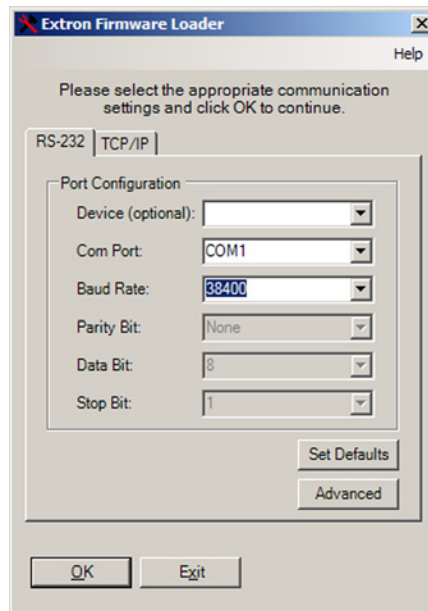 Extron Firmware Loader
Help
Please select the appropriate communication
settings and click OK to continue.
RS-232 TCP/IP
Port Configuration
Device (optional):
Com Port: COM1
Baud Rate: 38400
Parity Bit: None
Data Bit: 8
Stop Bit: 1
Set Defaults
Advanced
OK Exit